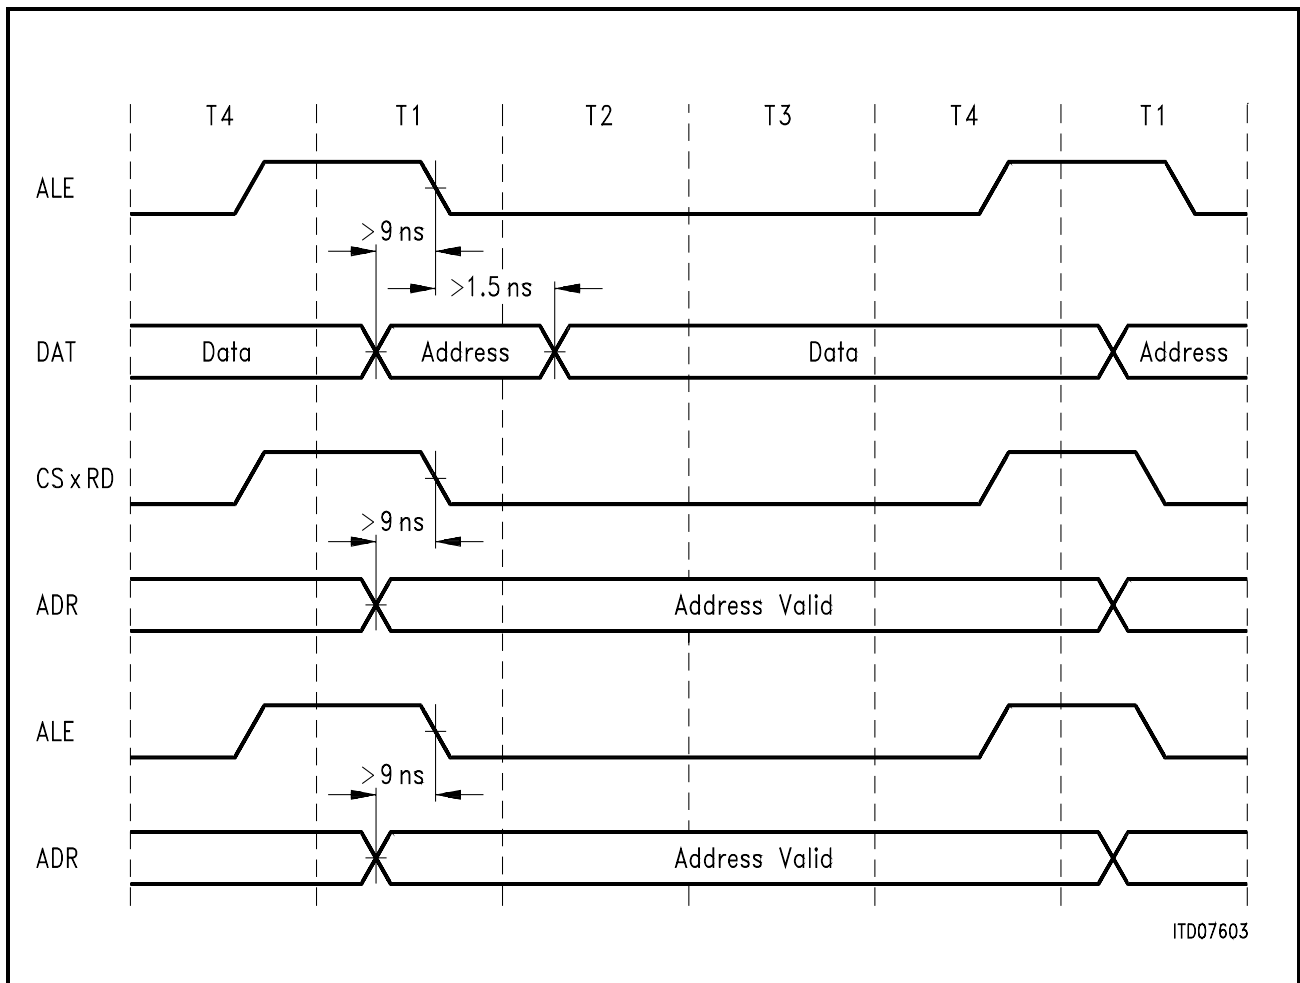 T4 T1 T2 T3 T4 T1
ALE
>9 ns
>1.5 ns
DAT Data Address Data Address
CS x RD
>9 ns
ADR Address Valid
ALE
>9 ns
ADR Address Valid
ITD07603